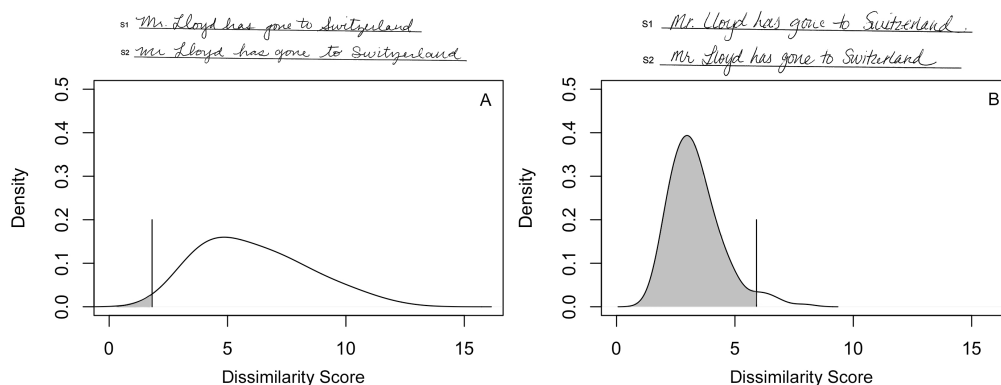 S1 Mr. Lloyd has gone to Switzerland
S2 Mr Lloyd has gone to Switzerland
A
0.5
0.4
0.3
0.2
0.1
0.0
Density
0 5 10 15
Dissimilarity Score
S1 Mr. Lloyd has gone to Switzerland.
S2 Mr Lloyd has gone to Switzerland
B
0.5
0.4
0.3
0.2
0.1
0.0
Density
0 5 10 15
Dissimilarity Score